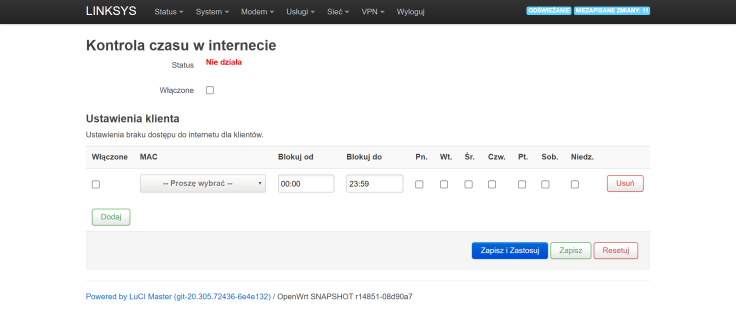 LINKSYS Status System Modem Usługi Sieć VPN Wyloguj ODŚWIEŻANIE NIEZAPISANE ZMIANY: 11
Kontrola czasu w internecie
Status Nie działa
Włączone
Ustawienia klienta
Ustawienia braku dostępu do internetu dla klientów.
Włączone MAC Blokuj od Blokuj do Pn. Wt. Śr. Czw. Pt. Sob. Niedz.
-- Proszę wybrać -- 00:00 23:59 Usuń
Dodaj
Zapisz i Zastosuj Zapisz Resetuj
Powered by LuCI Master (git-20.305.72436-6e4e132) / OpenWrt SNAPSHOT r14851-08d90a7